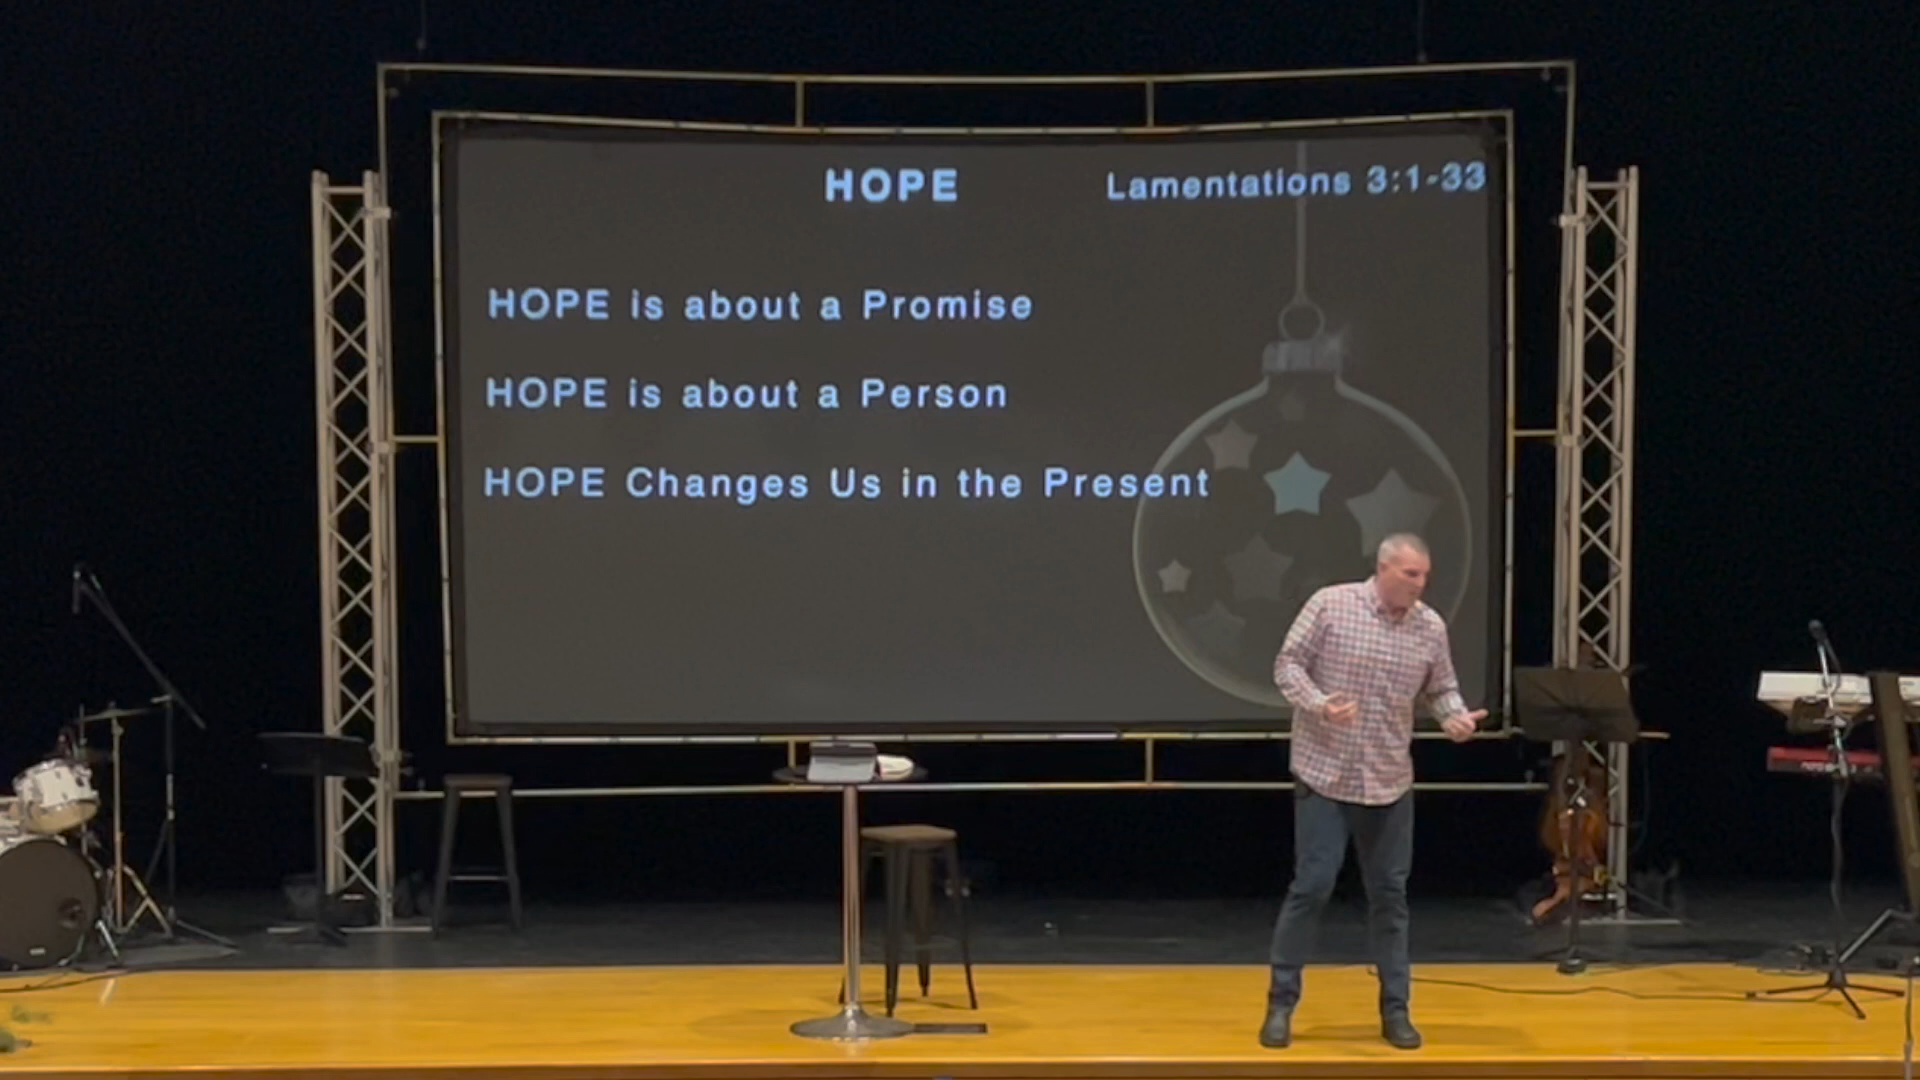 HOPE
Lamentations 3:1-33
HOPE is about a Promise
HOPE is about a Person
HOPE Changes Us in the Present